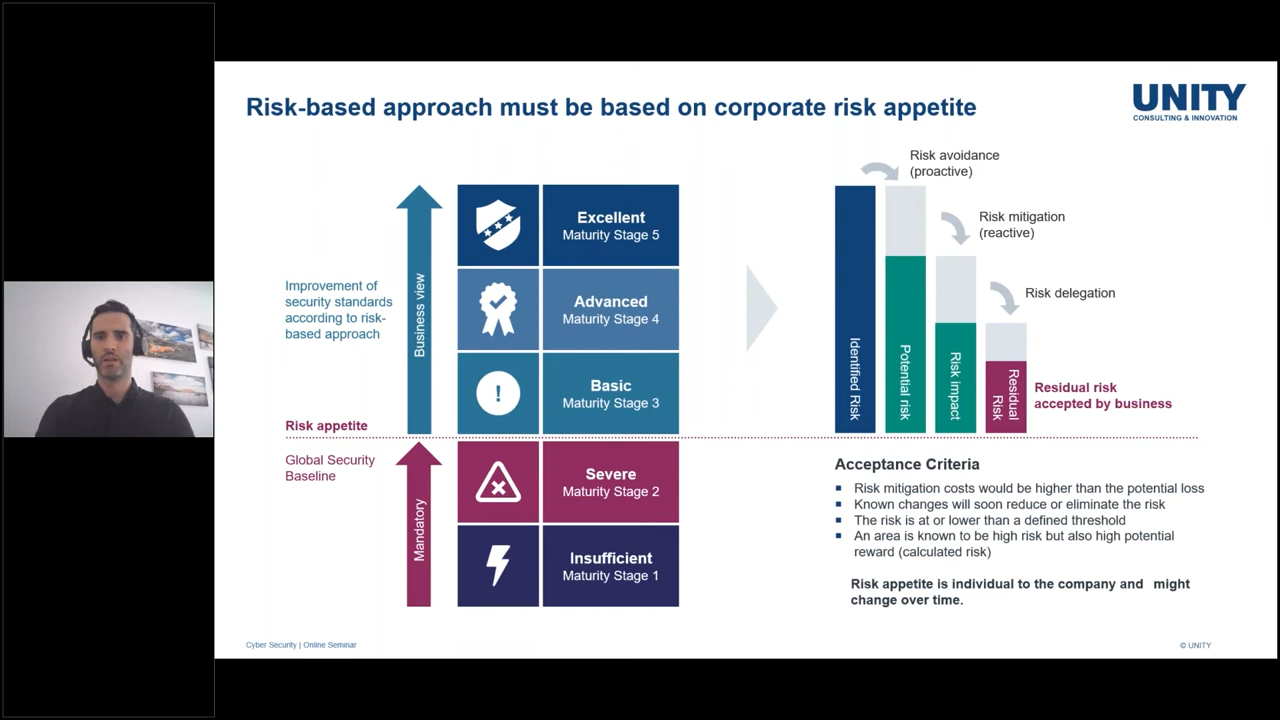 Risk-based approach must be based on corporate risk appetite
UNITY
CONSULTING & INNOVATION
Improvement of
security standards
according to risk-
based approach
Business view
Excellent
Maturity Stage 5
Advanced
Maturity Stage 4
!
Basic
Maturity Stage 3
Risk appetite
Global Security
Baseline
Mandatory
Severe
Maturity Stage 2
Insufficient
Maturity Stage 1
Risk avoidance
(proactive)
Risk mitigation
(reactive)
Risk delegation
Identified Risk
Potential risk
Risk impact
Residual
Risk
Residual risk
accepted by business
Acceptance Criteria
Risk mitigation costs would be higher than the potential loss
Known changes will soon reduce or eliminate the risk
The risk is at or lower than a defined threshold
An area is known to be high risk but also high potential
reward (calculated risk)
Risk appetite is individual to the company and might
change over time.
Cyber Security | Online Seminar
© UNITY